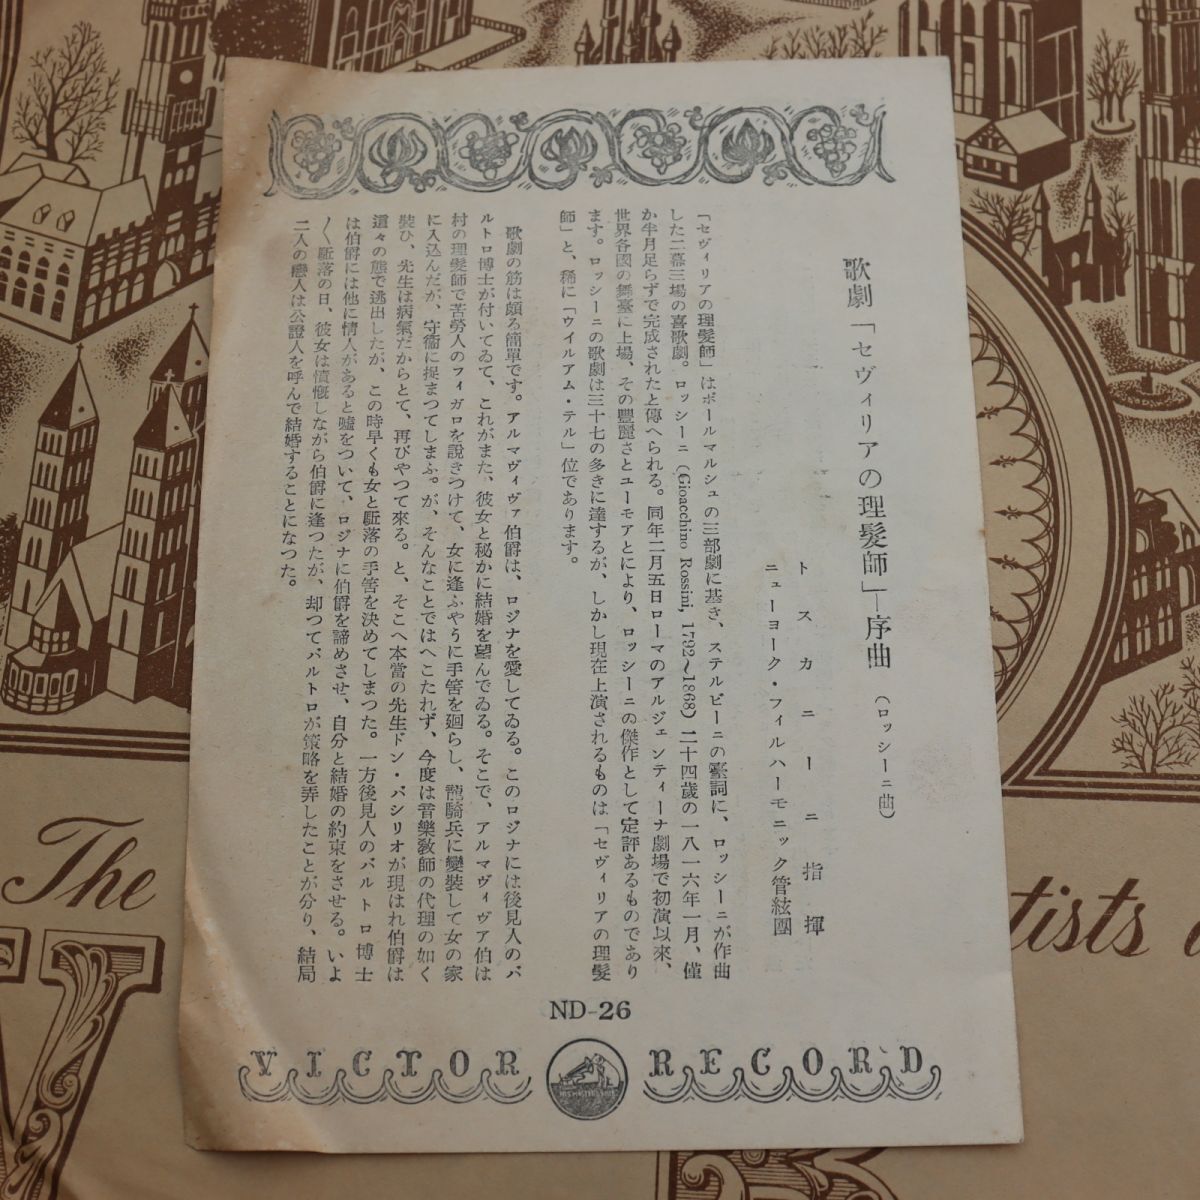 歌劇「セヴィリアの理髪師」―序曲 (ロッシーニ曲)
トスカニーニ指揮
ニューヨーク・フィルハーモニック管絃團
「セヴィリアの理髪師」はボールマルシュの三部劇に基き、ステルビーニの臺詞に、ロッシーニが作曲
した二幕三場の喜歌劇。ロッシーニ (Gioacchino Rossini, 1792〜1868) 二十四歳の一八一六年一月、僅
か半月足らずで完成されたと傳へられる。同年二月五日ローマのアルジェンティーナ劇場で初演以來、
世界各國の舞臺に上場、その豐麗さとユーモアとにより、ロッシーニの傑作として定評あるものであり
ます。ロッシーニの歌劇は三十七の多きに達するが、しかし現在上演されるものは「セヴィリアの理髮
師」と、稀に「ウイルアム・テル」位であります。
歌劇の筋は頗る簡單です。アルマヴィヴァ伯爵は、ロジナを愛してゐる。このロジナには後見人のバ
ルトロ博士が付いてゐて、これがまた、彼女と秘かに結婚を望んでゐる。そこで、アルマヴィヴァ伯は
村の理髮師で苦勞人のフィガロを說きつけて、女に逢ふやうに手筈を廻らし、龍騎兵に變裝して女の家
に入込んだが、守衞に捉まつてしまふ。が、そんなことではへこたれず、今度は音樂教師の代理の如く
裝ひ、先生は病氣だからとて、再びやつて來る。と、そこへ本當の先生ドン・バシリオが現はれ伯爵は
這々の態で逃出したが、この時早くも女と駈落の手筈を決めてしまつた。一方後見人のバルトロ博士
は伯爵には他に情人があると嘘をついて、ロジナに伯爵を諦めさせ、自分と結婚の約束をさせる。いよ
〳〵駈落の日、彼女は憤慨しながら伯爵に逢つたが、却つてバルトロが策略を弄したことが分り、結局
二人の戀人は公證人を呼んで結婚することになつた。
ND-26
VICTOR RECORD
HIS MASTER'S VOICE
The
tists